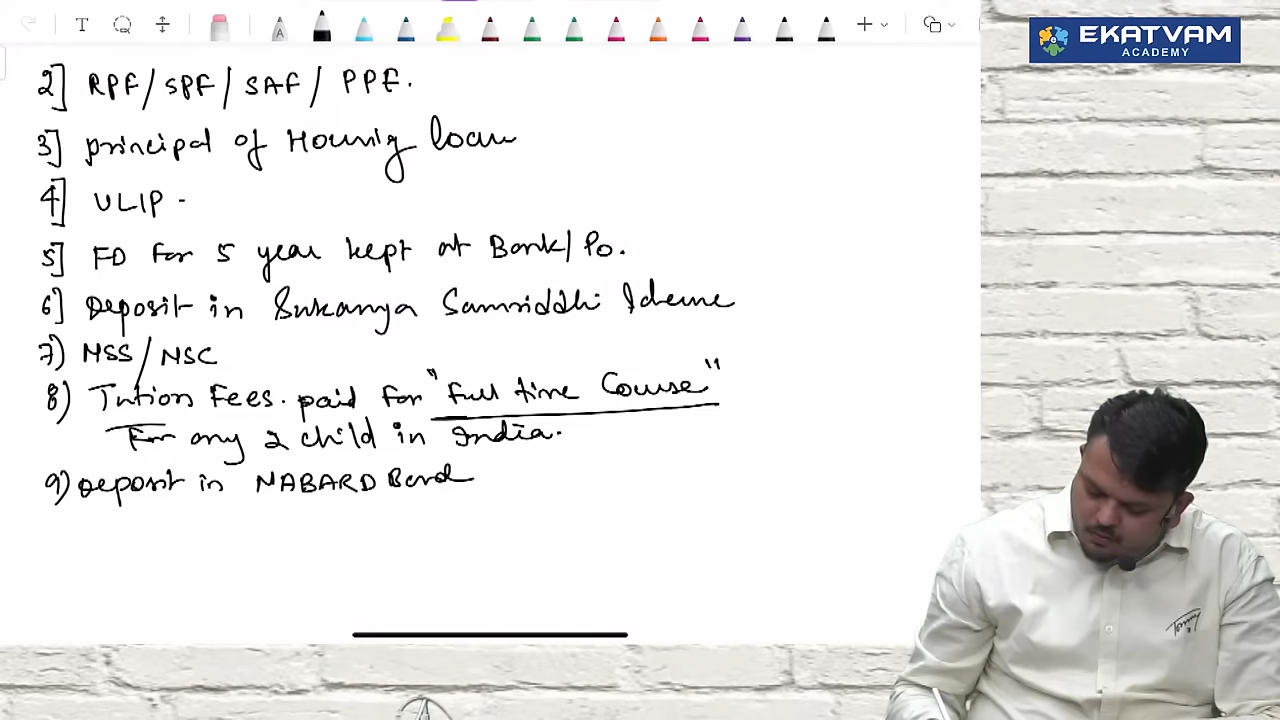 T
A
EKATVAM
ACADEMY
2] RPF/SPF/SAF/PPF.
3] principal of Housing loan
4] ULIP.
5] FD for 5 year kept at Bank/Po.
6] Deposit in Sukanya Samriddhi Scheme
7) NSS/NSC
8) Tution Fees. paid for "full time Course"
For any 2 child in India.
9) Deposit in NABARD Bond
Tommy